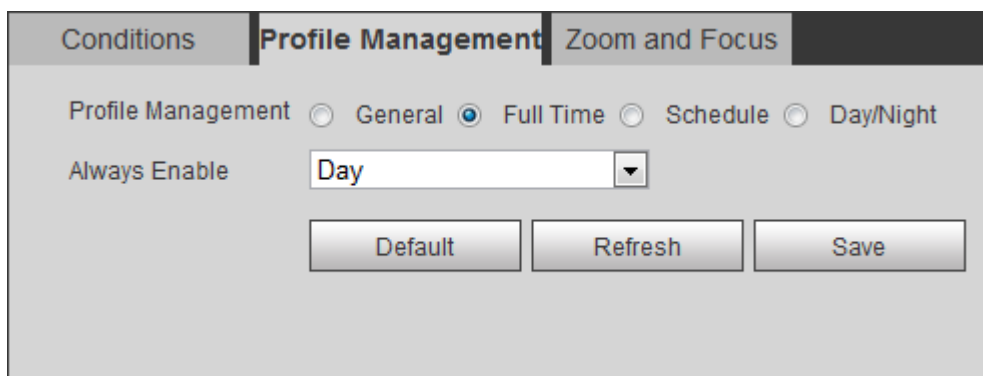 Conditions Profile Management Zoom and Focus
Profile Management General Full Time Schedule Day/Night
Always Enable Day
Default Refresh Save